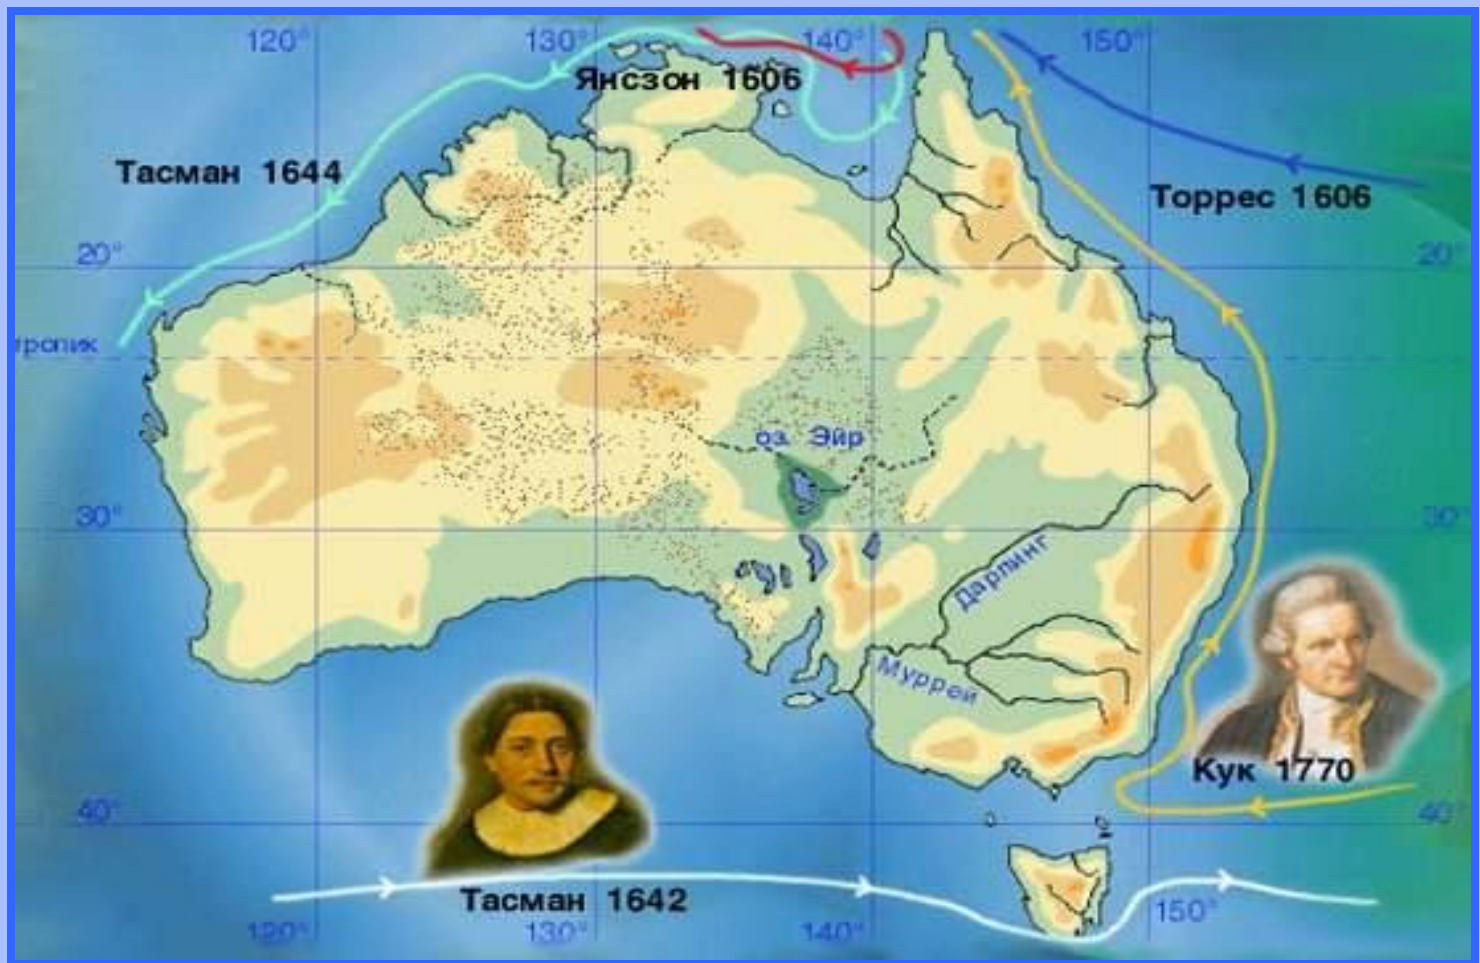 120° 130° 140° 150°
Янсзон 1606
Тасман 1644
Торрес 1606
20° 20°
тропик
оз. Эйр
30° 30°
Дарлинг
Муррей
Кук 1770
40° 40°
Тасман 1642
150°
120° 130° 140°